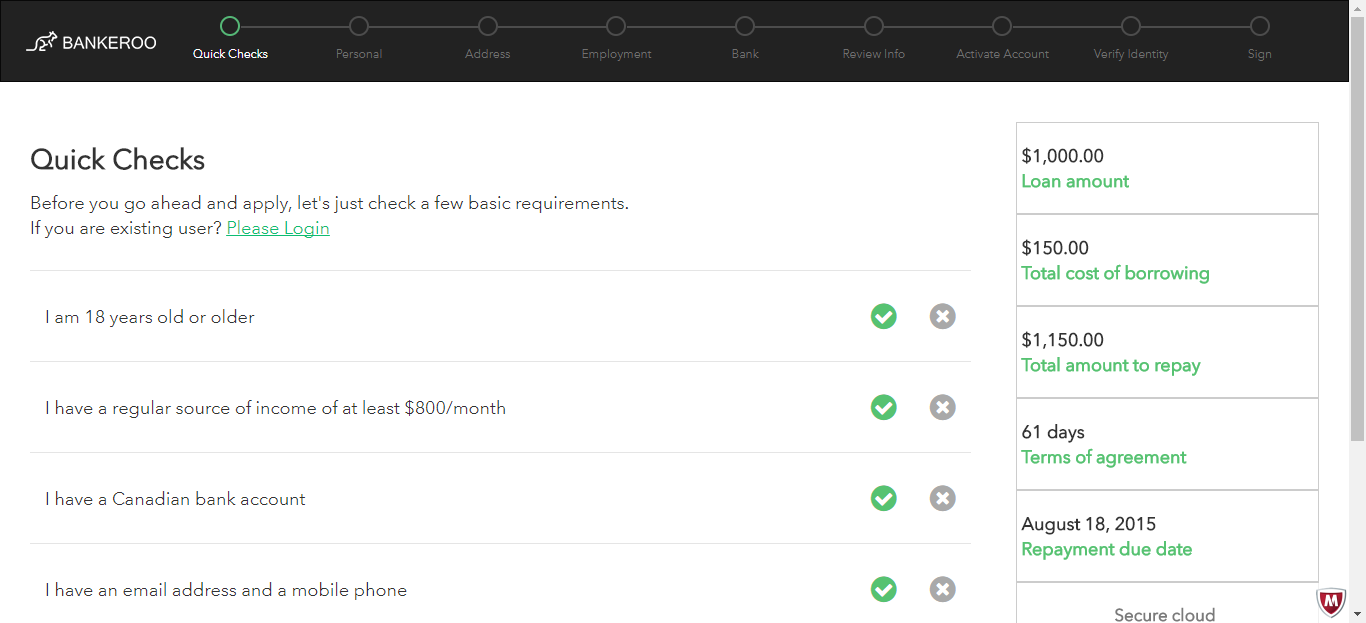 BANKEROO
Quick Checks
Personal
Address
Employment
Bank
Review Info
Activate Account
Verify Identity
Sign
Quick Checks
Before you go ahead and apply, let's just check a few basic requirements.
If you are existing user? Please Login
I am 18 years old or older
I have a regular source of income of at least $800/month
I have a Canadian bank account
I have an email address and a mobile phone
$1,000.00
Loan amount
$150.00
Total cost of borrowing
$1,150.00
Total amount to repay
61 days
Terms of agreement
August 18, 2015
Repayment due date
Secure cloud
M